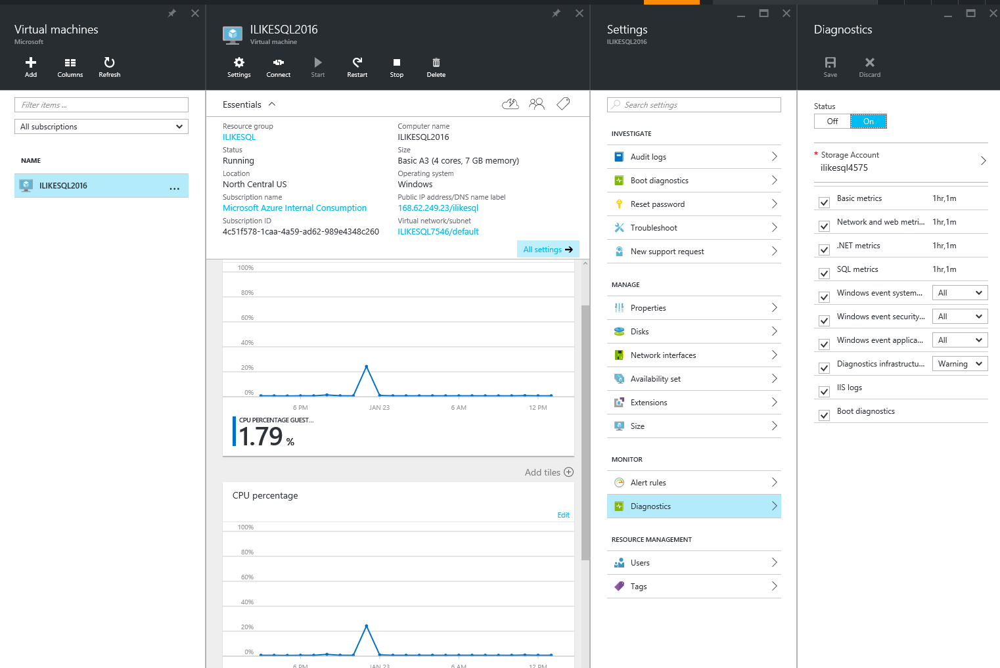 Virtual machines
Microsoft
Add
Columns
Refresh
Filter items ...
All subscriptions
NAME
ILIKESQL2016
...
ILIKESQL2016
Virtual machine
Settings
Connect
Start
Restart
Stop
Delete
Essentials
Resource group
ILIKESQL
Status
Running
Location
North Central US
Subscription name
Microsoft Azure Internal Consumption
Subscription ID
4c51f578-1caa-4a59-ad62-989e4348c260
Computer name
ILIKESQL2016
Size
Basic A3 (4 cores, 7 GB memory)
Operating system
Windows
Public IP address/DNS name label
168.62.249.23/ilikesql
Virtual network/subnet
ILIKESQL7546/default
All settings
100%
80%
60%
40%
20%
0%
6 PM
JAN 23
6 AM
12 PM
CPU PERCENTAGE GUEST...
1.79 %
Add tiles
CPU percentage
Edit
100%
80%
60%
40%
20%
0%
6 PM
JAN 23
6 AM
12 PM
Settings
ILIKESQL2016
Search settings
INVESTIGATE
Audit logs
Boot diagnostics
Reset password
Troubleshoot
New support request
MANAGE
Properties
Disks
Network interfaces
Availability set
Extensions
Size
MONITOR
Alert rules
Diagnostics
RESOURCE MANAGEMENT
Users
Tags
Diagnostics
Save
Discard
Status
Off
On
* Storage Account
ilikesql4575
Basic metrics 1hr,1m
Network and web metri... 1hr,1m
.NET metrics 1hr,1m
SQL metrics 1hr,1m
Windows event system... All
Windows event security... All
Windows event applica... All
Diagnostics infrastructu... Warning
IIS logs
Boot diagnostics